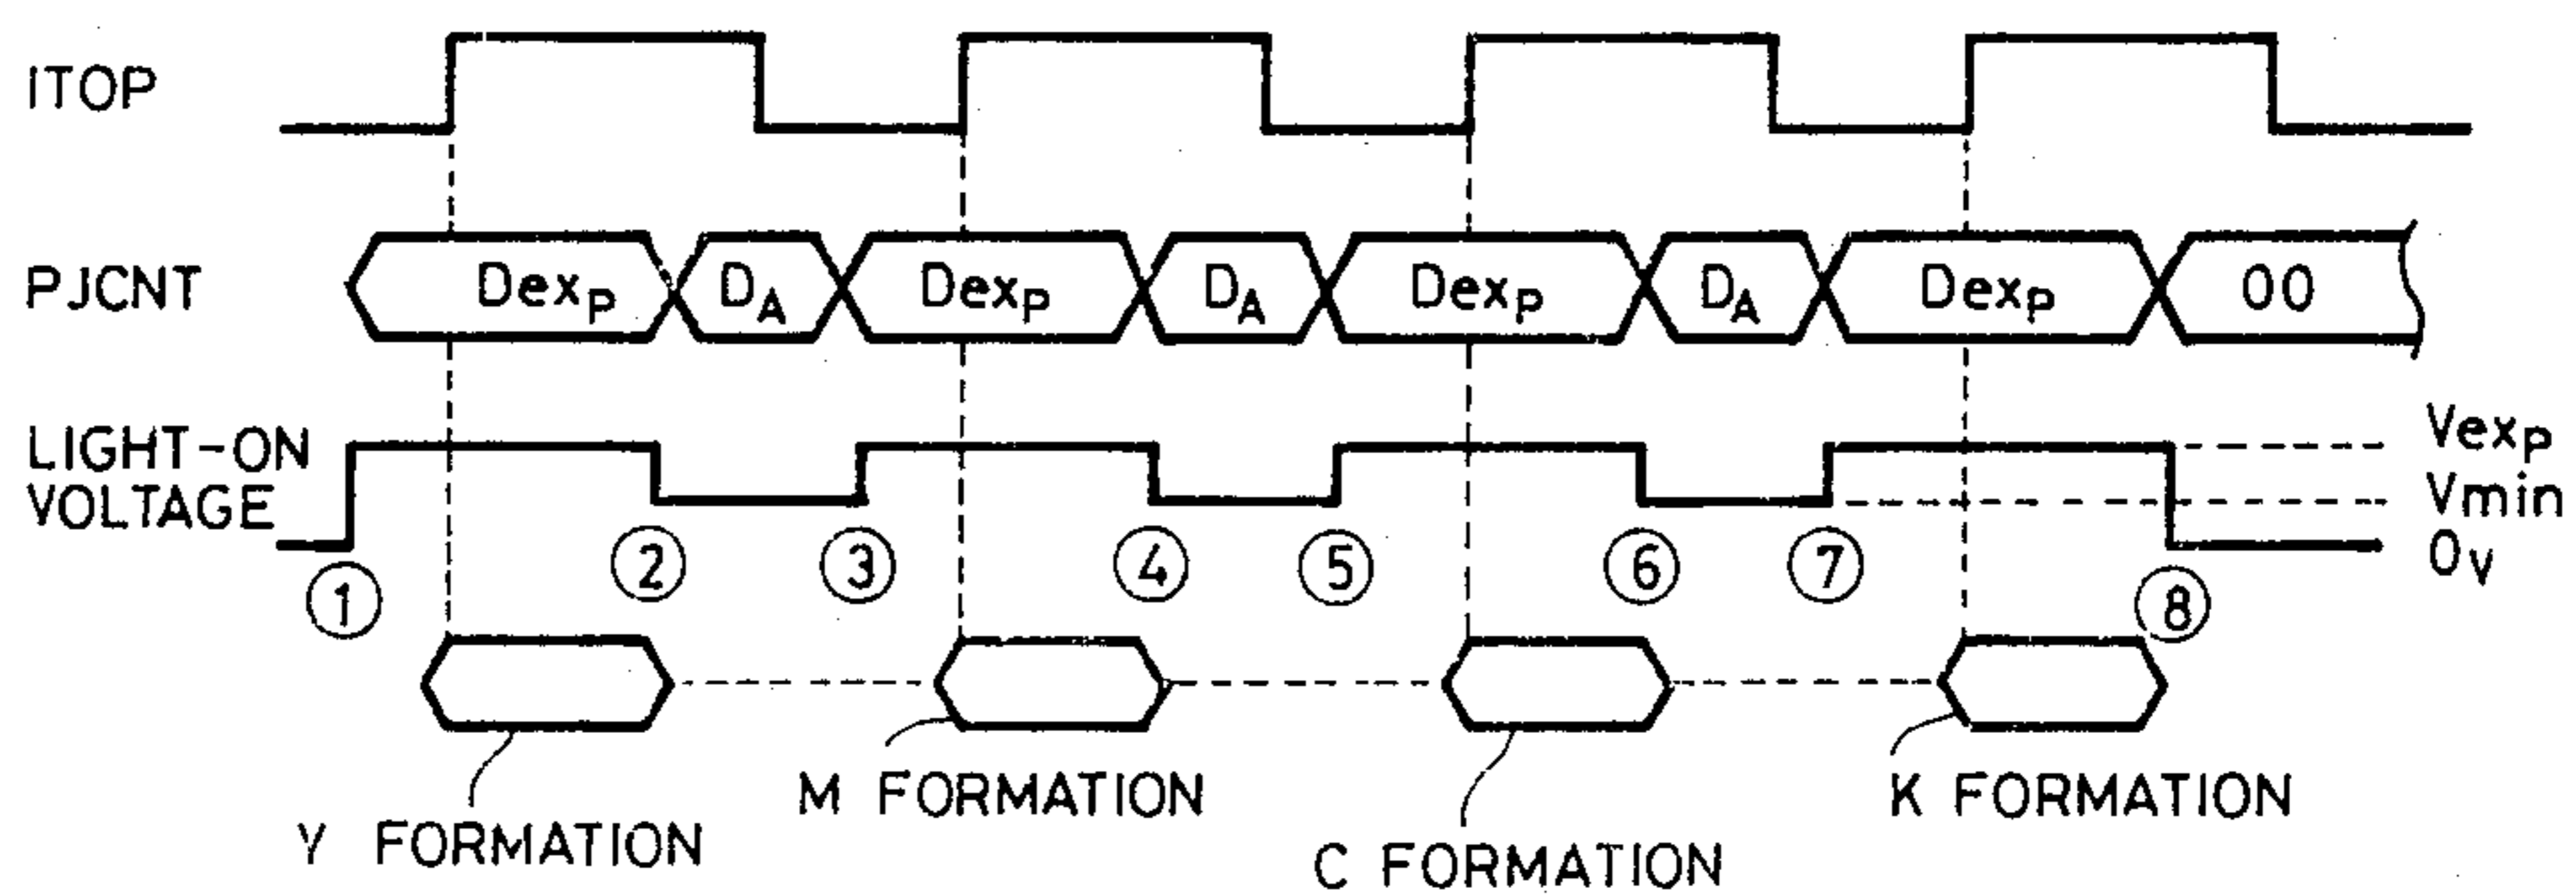 ITOP
PJCNT Dexp DA Dexp DA Dexp DA Dexp 00
LIGHT-ON VOLTAGE
Vexp
Vmin
0v
① ② ③ ④ ⑤ ⑥ ⑦ ⑧
Y FORMATION
M FORMATION
C FORMATION
K FORMATION